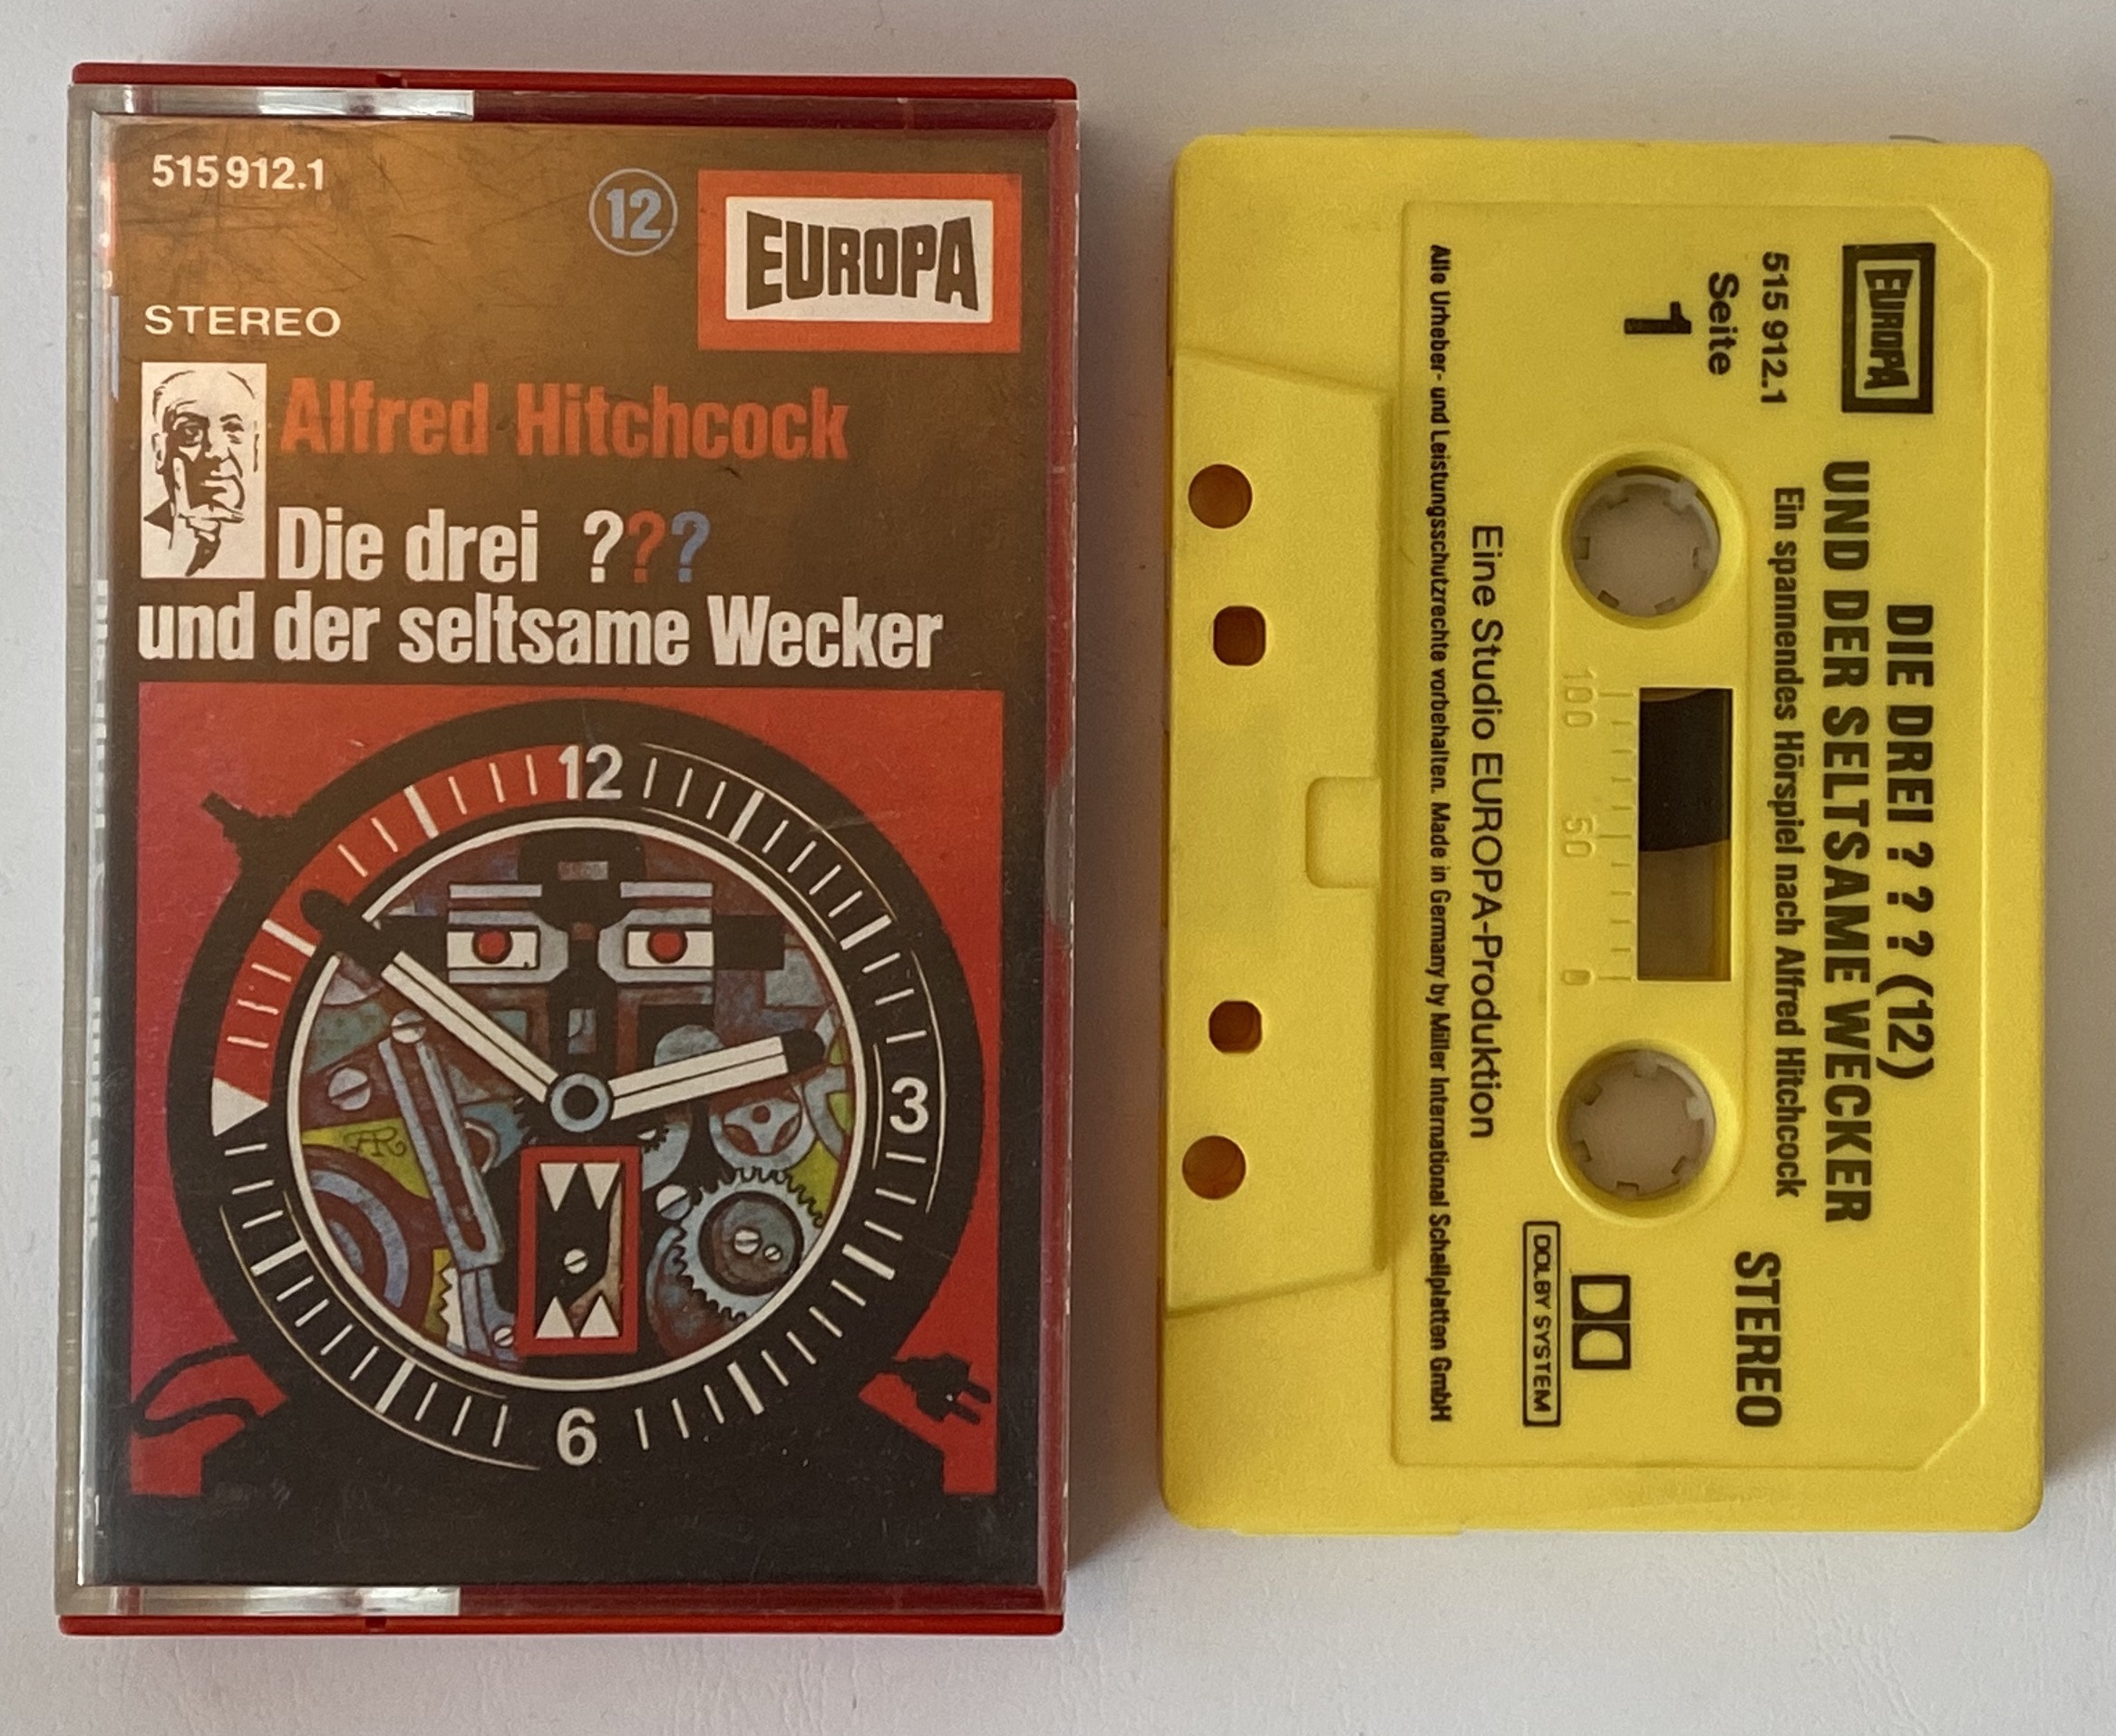 515 912.1
12
EUROPA
STEREO
Alfred Hitchcock
Die drei ???
und der seltsame Wecker
12
3
6
AR
EUROPA
515 912.1
Seite
1
DIE DREI ? ? ? (12)
UND DER SELTSAME WECKER
Ein spannendes Hörspiel nach Alfred Hitchcock
STEREO
100 50 0
DOLBY SYSTEM
Eine Studio EUROPA-Produktion
Alle Urheber- und Leistungsschutzrechte vorbehalten. Made in Germany by Miller International Schallplatten GmbH